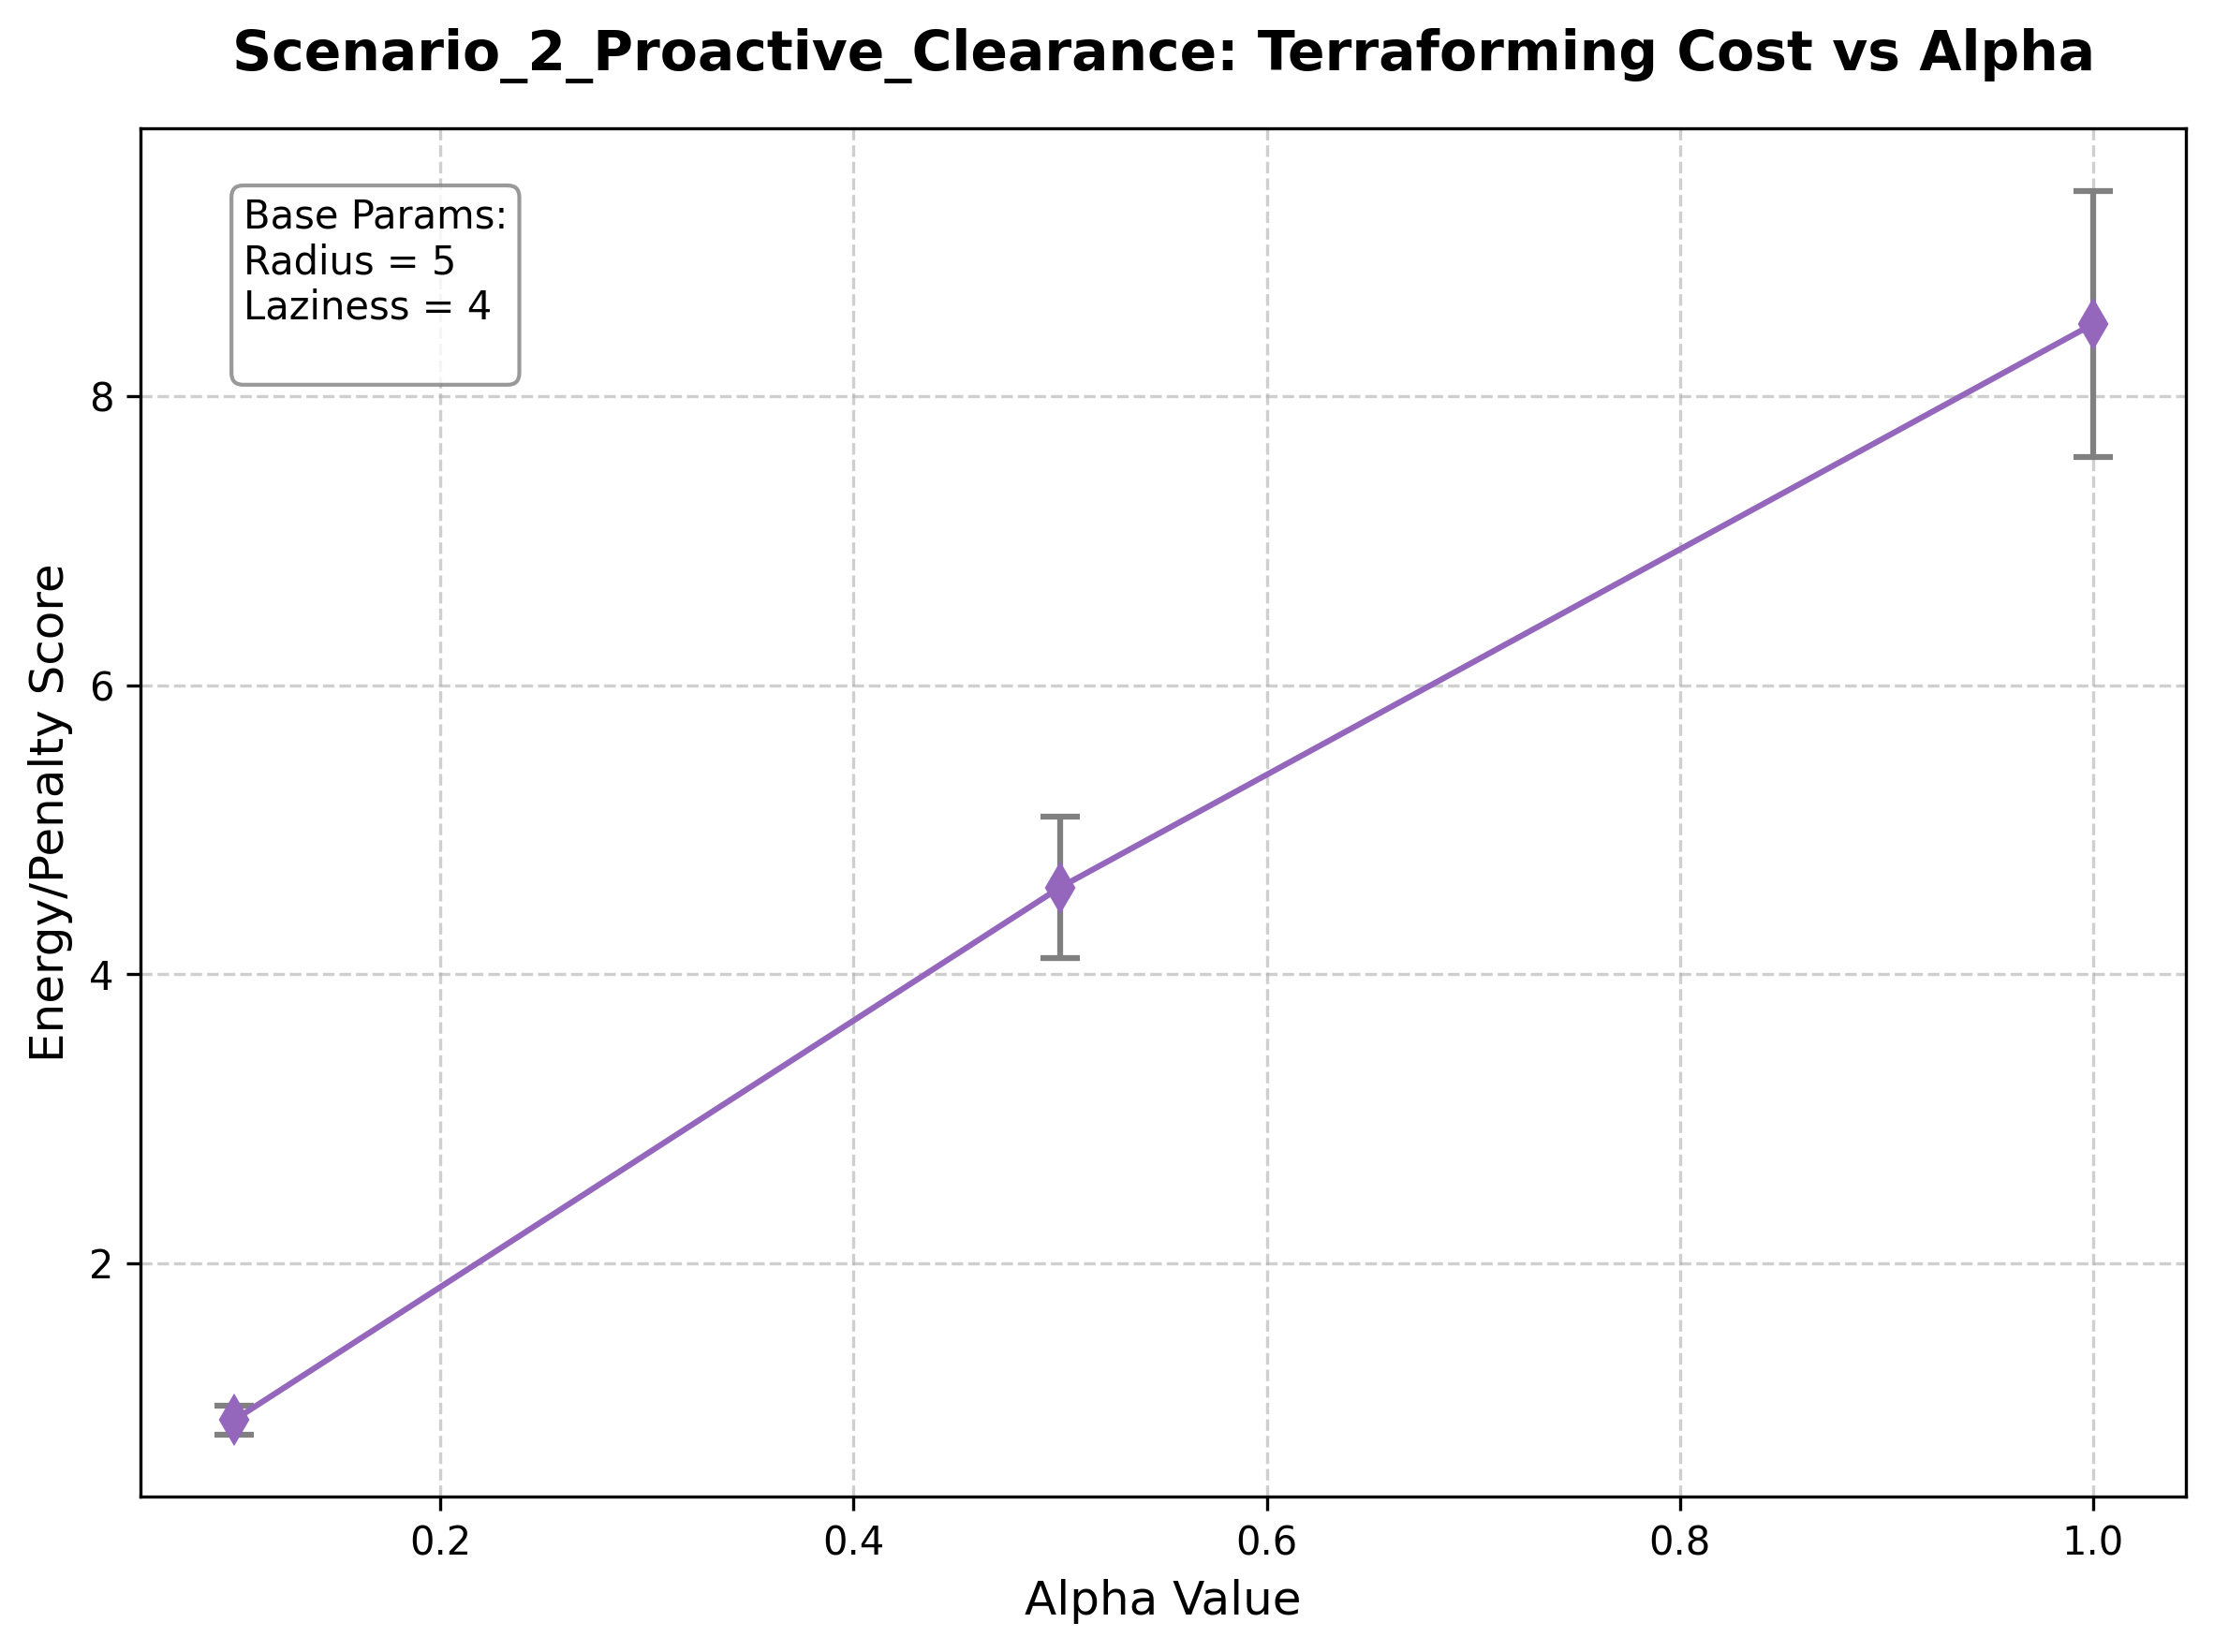 Scenario_2_Proactive_Clearance: Terraforming Cost vs Alpha
Base Params:
Radius = 5
Laziness = 4
Energy/Penalty Score
8
6
4
2
0.2
0.4
0.6
0.8
1.0
Alpha Value